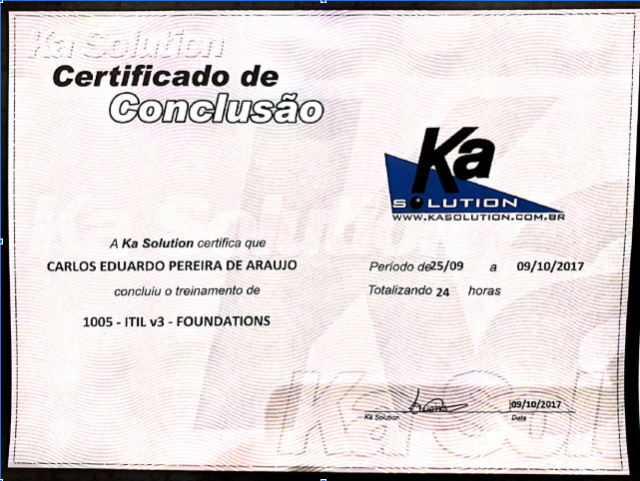 Ka Solution
Certificado de
Conclusão
Ka
SOLUTION
WWW.KASOLUTION.COM.BR
A Ka Solution certifica que
CARLOS EDUARDO PEREIRA DE ARAUJO
concluiu o treinamento de
1005 - ITIL v3 - FOUNDATIONS
Período de 25/09 a 09/10/2017
Totalizando 24 horas
09/10/2017
Ka Solution Data